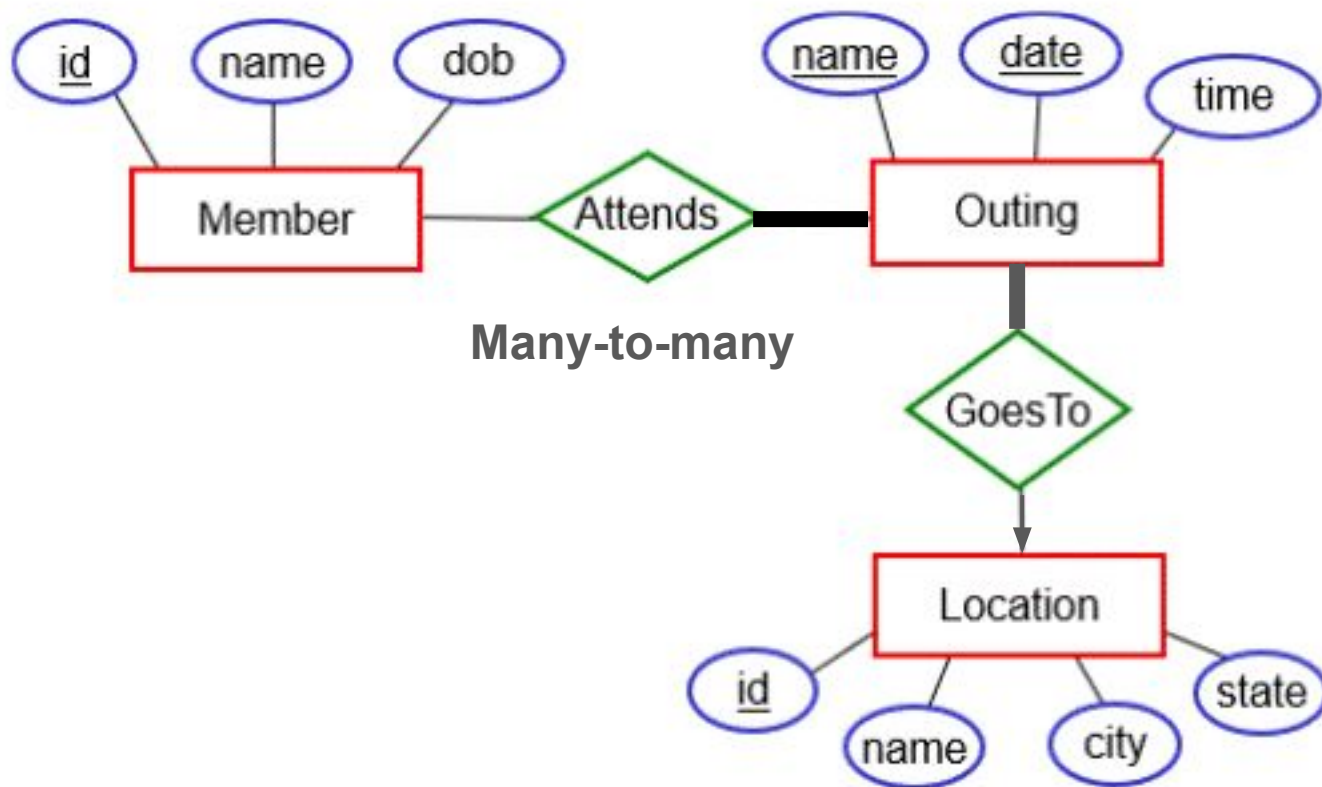 id
name
dob
name
date
time
Member
Attends
Outing
Many-to-many
GoesTo
Location
id
name
city
state